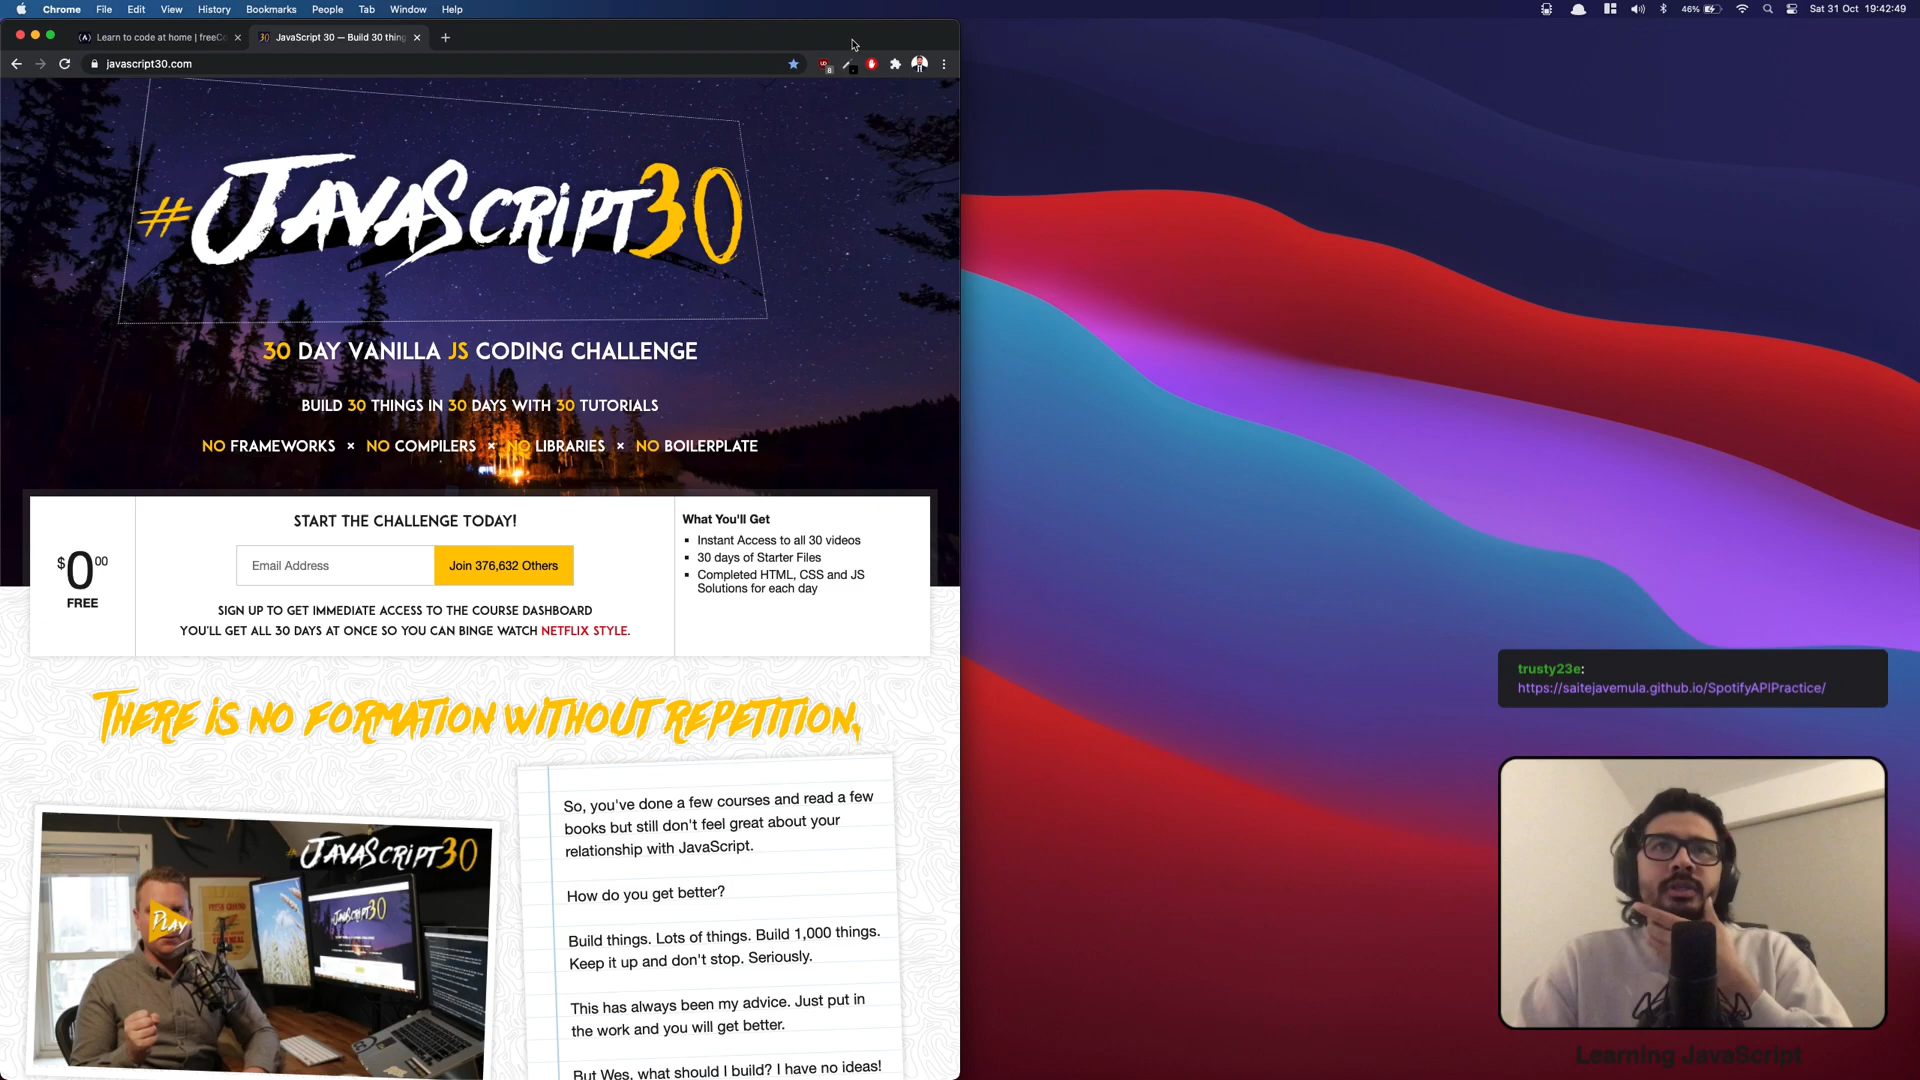 Chrome File Edit View History Bookmarks People Tab Window Help
46% Sat 31 Oct 19:42:49
Learn to code at home | freeC
JavaScript 30 — Build 30 thing
javascript30.com
#JAVASCRIPT30
30 DAY VANILLA JS CODING CHALLENGE
BUILD 30 THINGS IN 30 DAYS WITH 30 TUTORIALS
NO FRAMEWORKS × NO COMPILERS × NO LIBRARIES × NO BOILERPLATE
$000
FREE
START THE CHALLENGE TODAY!
Email Address
Join 376,632 Others
SIGN UP TO GET IMMEDIATE ACCESS TO THE COURSE DASHBOARD
YOU'LL GET ALL 30 DAYS AT ONCE SO YOU CAN BINGE WATCH NETFLIX STYLE.
What You'll Get
▪ Instant Access to all 30 videos
▪ 30 days of Starter Files
▪ Completed HTML, CSS and JS
Solutions for each day
THERE IS NO FORMATION WITHOUT REPETITION,
#JAVASCRIPT30
PLAY
JAVASCRIPT30
So, you've done a few courses and read a few
books but still don't feel great about your
relationship with JavaScript.
How do you get better?
Build things. Lots of things. Build 1,000 things.
Keep it up and don't stop. Seriously.
This has always been my advice. Just put in
the work and you will get better.
But Wes, what should I build? I have no ideas!
trusty23e:
https://saitejavemula.github.io/SpotifyAPIPractice/
Learning JavaScript